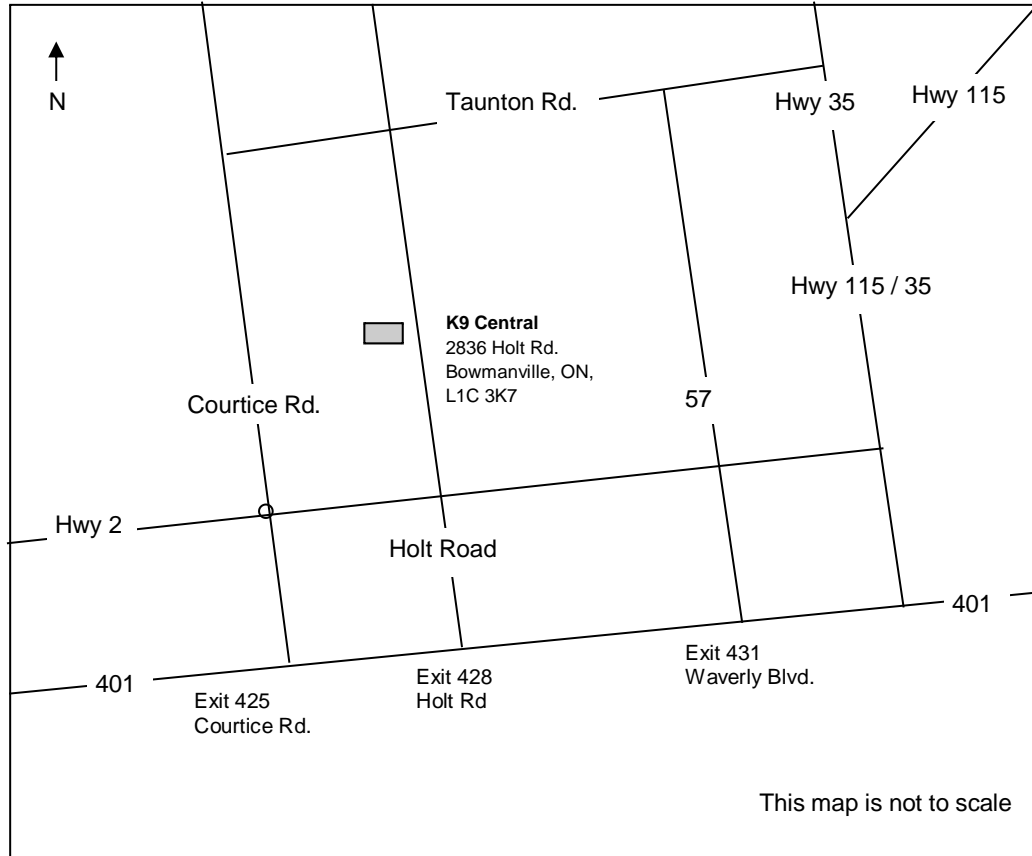 N
Taunton Rd.
Hwy 35
Hwy 115
Hwy 115 / 35
K9 Central
2836 Holt Rd.
Bowmanville, ON,
L1C 3K7
57
Courtice Rd.
Hwy 2
Holt Road
401
401
Exit 425
Courtice Rd.
Exit 428
Holt Rd
Exit 431
Waverly Blvd.
This map is not to scale